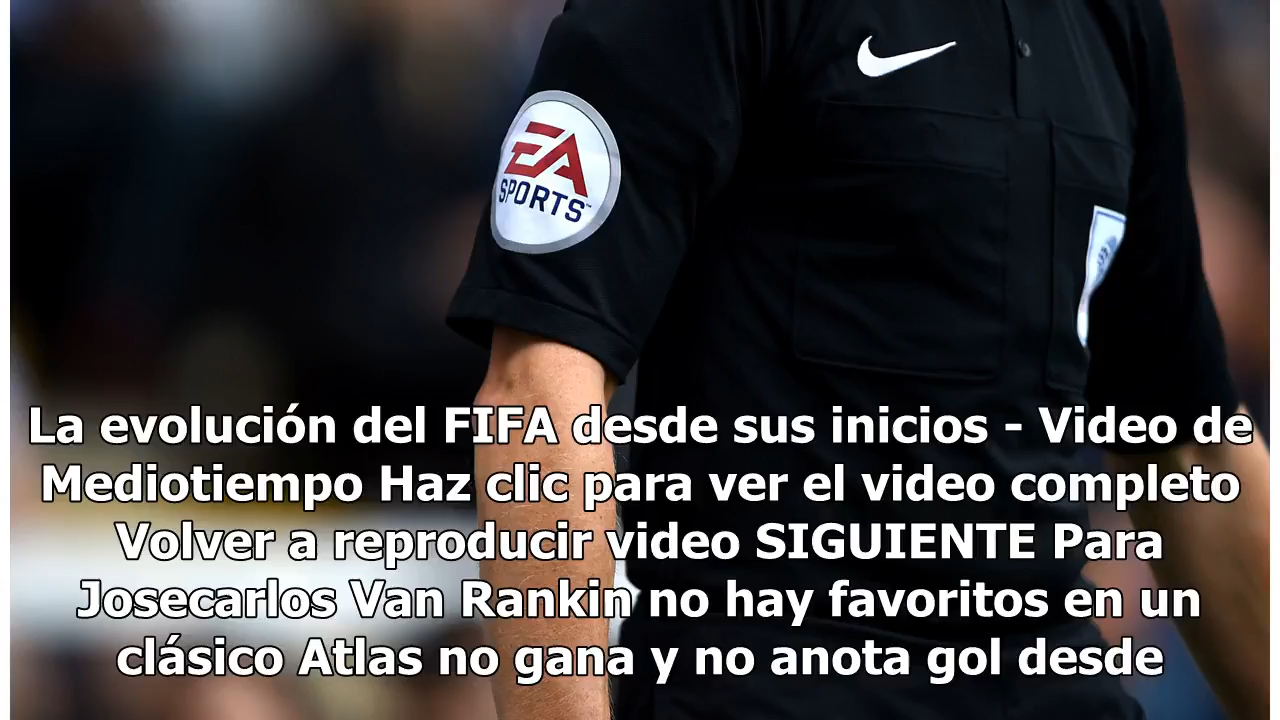 EA
SPORTS™
La evolución del FIFA desde sus inicios - Video de
Mediotiempo Haz clic para ver el video completo
Volver a reproducir video SIGUIENTE Para
Josecarlos Van Rankin no hay favoritos en un
clásico Atlas no gana y no anota gol desde